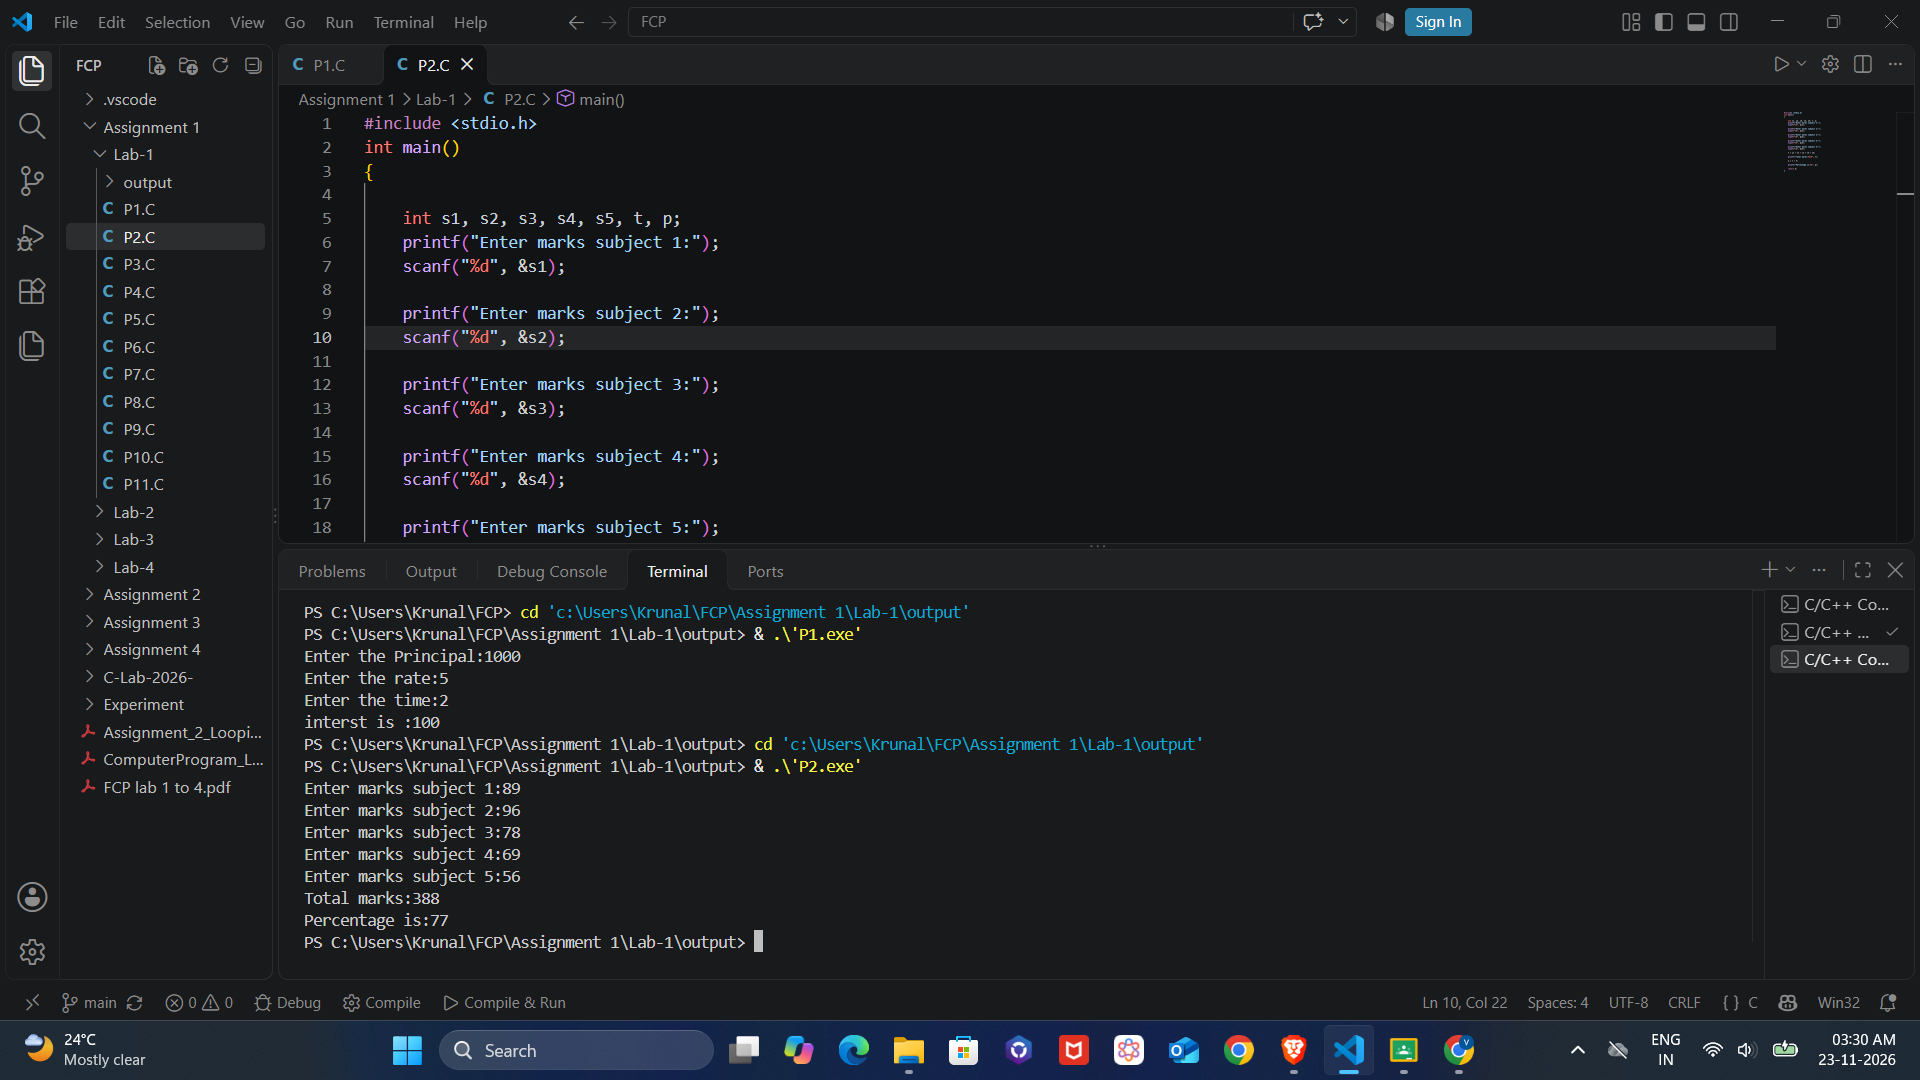 File Edit Selection View Go Run Terminal Help
FCP
Sign In
FCP
.vscode
Assignment 1
Lab-1
output
C P1.C
C P2.C
C P3.C
C P4.C
C P5.C
C P6.C
C P7.C
C P8.C
C P9.C
C P10.C
C P11.C
Lab-2
Lab-3
Lab-4
Assignment 2
Assignment 3
Assignment 4
C-Lab-2026-
Experiment
Assignment_2_Loopi...
ComputerProgram_L...
FCP lab 1 to 4.pdf
C P1.C
C P2.C
Assignment 1 > Lab-1 > C P2.C > main()
1 #include <stdio.h>
2 int main()
3 {
4
5 int s1, s2, s3, s4, s5, t, p;
6 printf("Enter marks subject 1:");
7 scanf("%d", &s1);
8
9 printf("Enter marks subject 2:");
10 scanf("%d", &s2);
11
12 printf("Enter marks subject 3:");
13 scanf("%d", &s3);
14
15 printf("Enter marks subject 4:");
16 scanf("%d", &s4);
17
18 printf("Enter marks subject 5:");
Problems Output Debug Console Terminal Ports
PS C:\Users\Krunal\FCP> cd 'c:\Users\Krunal\FCP\Assignment 1\Lab-1\output'
PS C:\Users\Krunal\FCP\Assignment 1\Lab-1\output> & .\'P1.exe'
Enter the Principal:1000
Enter the rate:5
Enter the time:2
interst is :100
PS C:\Users\Krunal\FCP\Assignment 1\Lab-1\output> cd 'c:\Users\Krunal\FCP\Assignment 1\Lab-1\output'
PS C:\Users\Krunal\FCP\Assignment 1\Lab-1\output> & .\'P2.exe'
Enter marks subject 1:89
Enter marks subject 2:96
Enter marks subject 3:78
Enter marks subject 4:69
Enter marks subject 5:56
Total marks:388
Percentage is:77
PS C:\Users\Krunal\FCP\Assignment 1\Lab-1\output>
C/C++ Co...
C/C++ ...
C/C++ Co...
main 0 0 Debug Compile Compile & Run
Ln 10, Col 22 Spaces: 4 UTF-8 CRLF {} C Win32
24°C
Mostly clear
Search
ENG
IN
03:30 AM
23-11-2026